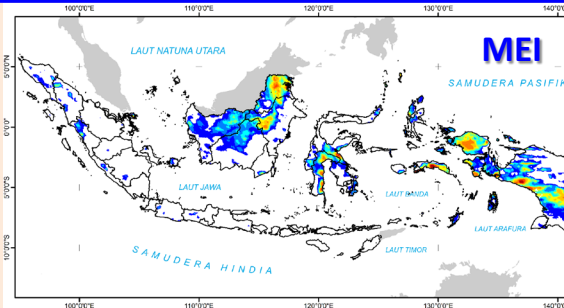 100°0'0"E 110°0'0"E 120°0'0"E 130°0'0"E 140°0'
MEI
LAUT NATUNA UTARA
5°0'0"N
SAMUDERA PASIFIK
0°0'0"
LAUT JAWA
LAUT BANDA
5°0'0"S
LAUT ARAFURA
LAUT TIMOR
10°0'0"S
SAMUDERA HINDIA
100°0'0"E 110°0'0"E 120°0'0"E 130°0'0"E 140°0'